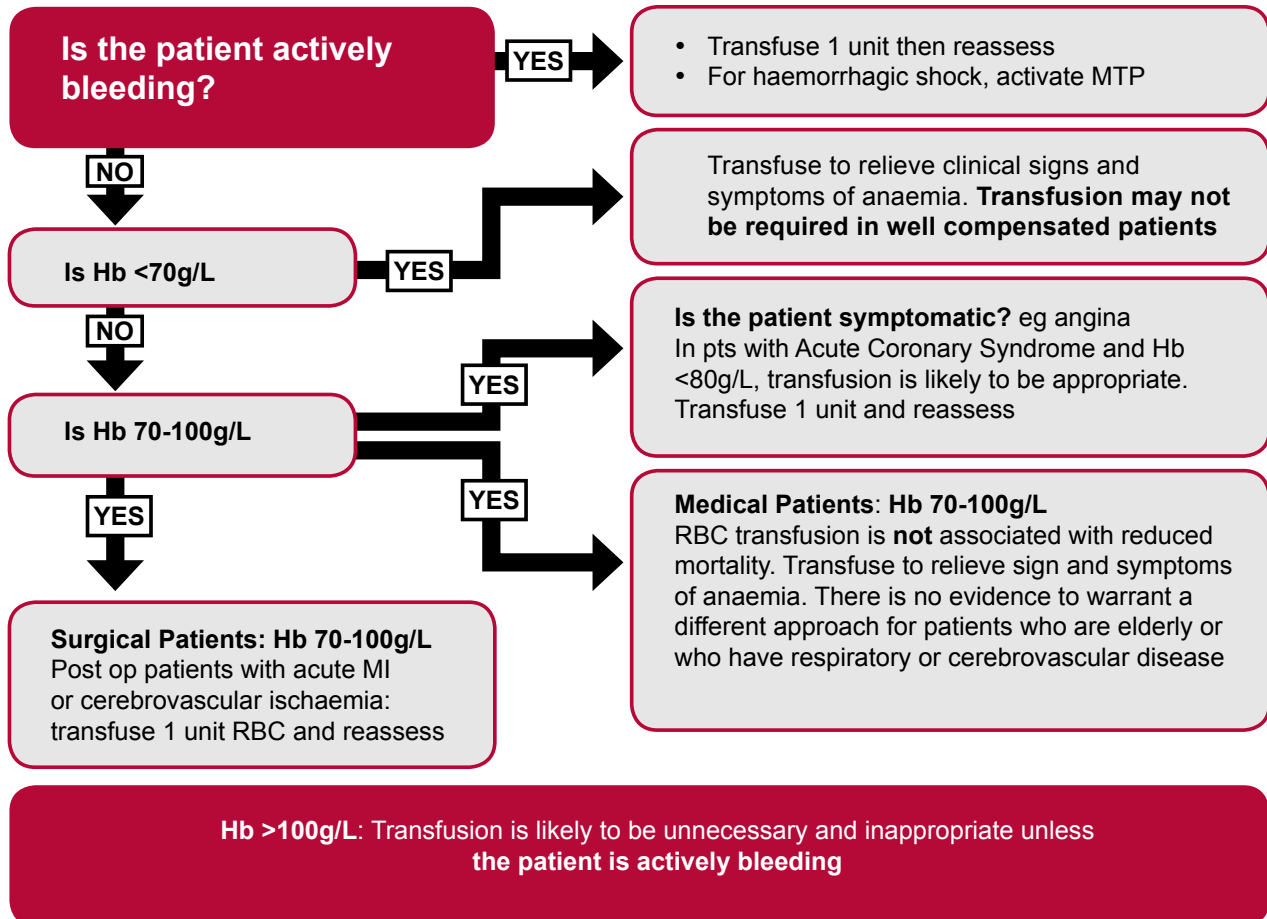 Is the patient actively
bleeding?
YES
• Transfuse 1 unit then reassess
• For haemorrhagic shock, activate MTP
NO
Transfuse to relieve clinical signs and
symptoms of anaemia. Transfusion may not
be required in well compensated patients
Is Hb <70g/L
YES
NO
Is the patient symptomatic? eg angina
In pts with Acute Coronary Syndrome and Hb
<80g/L, transfusion is likely to be appropriate.
Transfuse 1 unit and reassess
YES
Is Hb 70-100g/L
YES
YES
Medical Patients: Hb 70-100g/L
RBC transfusion is not associated with reduced
mortality. Transfuse to relieve sign and symptoms
of anaemia. There is no evidence to warrant a
different approach for patients who are elderly or
who have respiratory or cerebrovascular disease
Surgical Patients: Hb 70-100g/L
Post op patients with acute MI
or cerebrovascular ischaemia:
transfuse 1 unit RBC and reassess
Hb >100g/L: Transfusion is likely to be unnecessary and inappropriate unless
the patient is actively bleeding